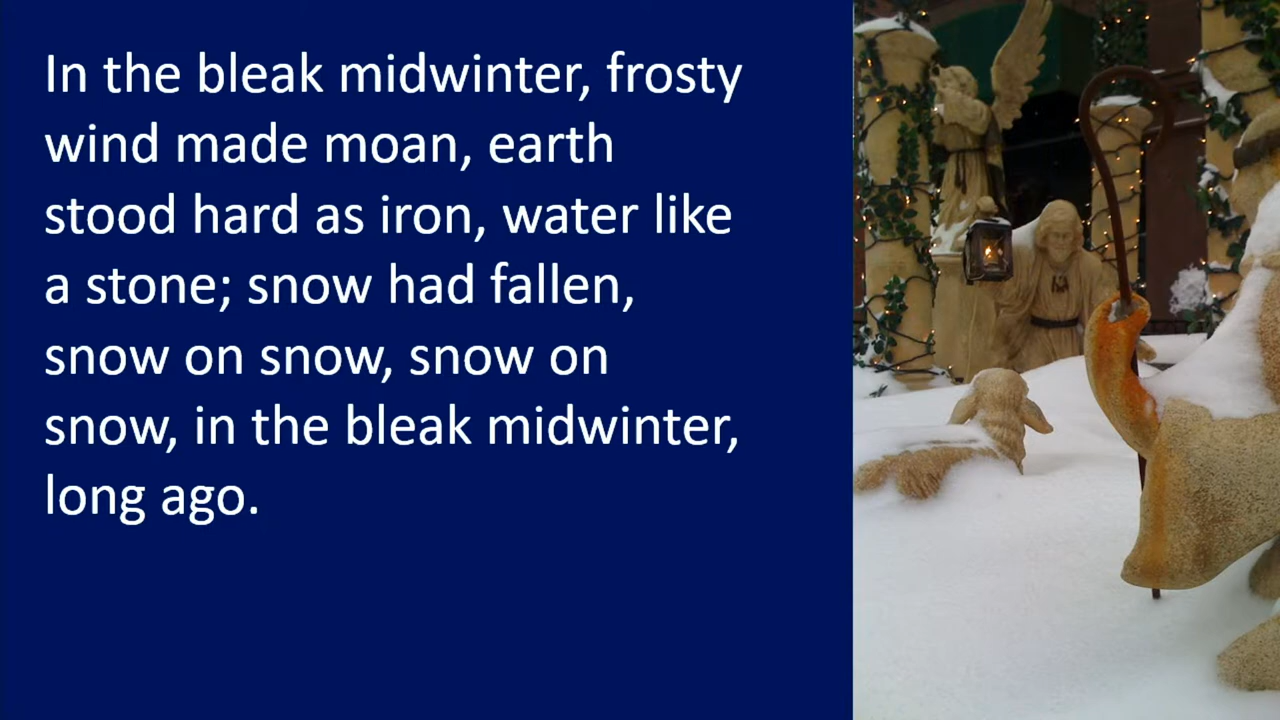 In the bleak midwinter, frosty
wind made moan, earth
stood hard as iron, water like
a stone; snow had fallen,
snow on snow, snow on
snow, in the bleak midwinter,
long ago.